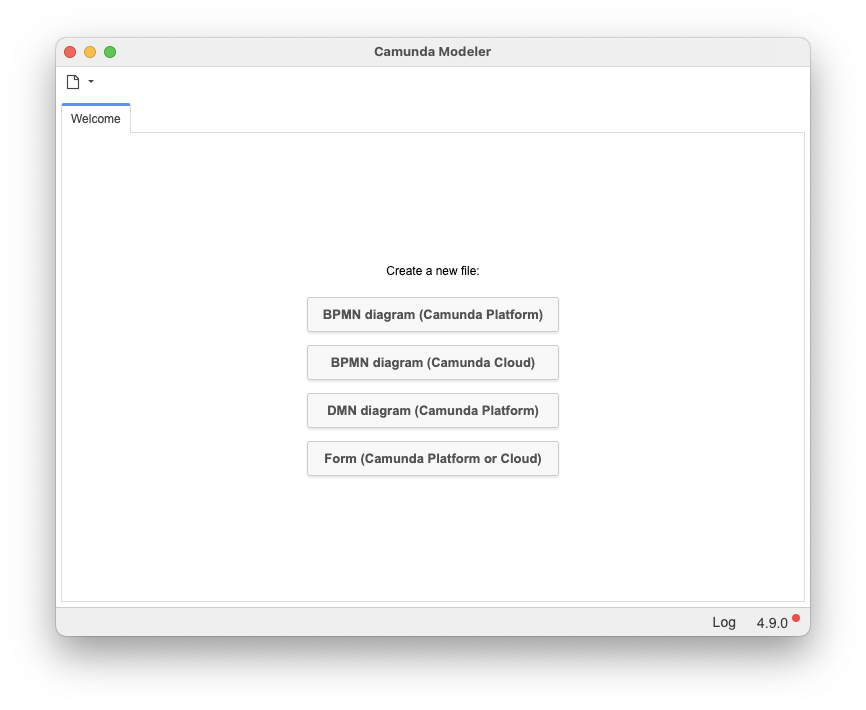 Camunda Modeler
Welcome
Create a new file:
BPMN diagram (Camunda Platform)
BPMN diagram (Camunda Cloud)
DMN diagram (Camunda Platform)
Form (Camunda Platform or Cloud)
Log 4.9.0